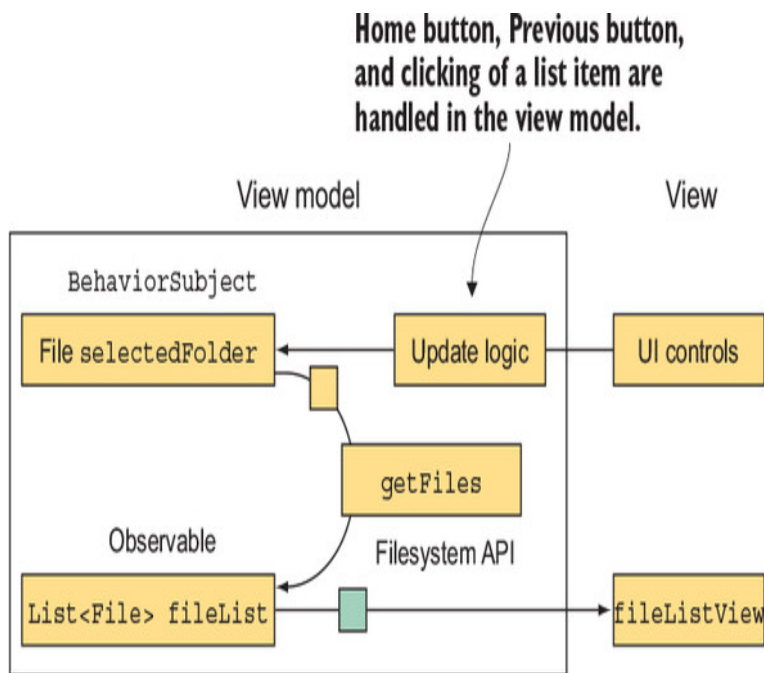 Home button, Previous button,
and clicking of a list item are
handled in the view model.
View model
View
BehaviorSubject
File selectedFolder
Update logic
UI controls
getFiles
Observable
Filesystem API
List<File> fileList
fileListView